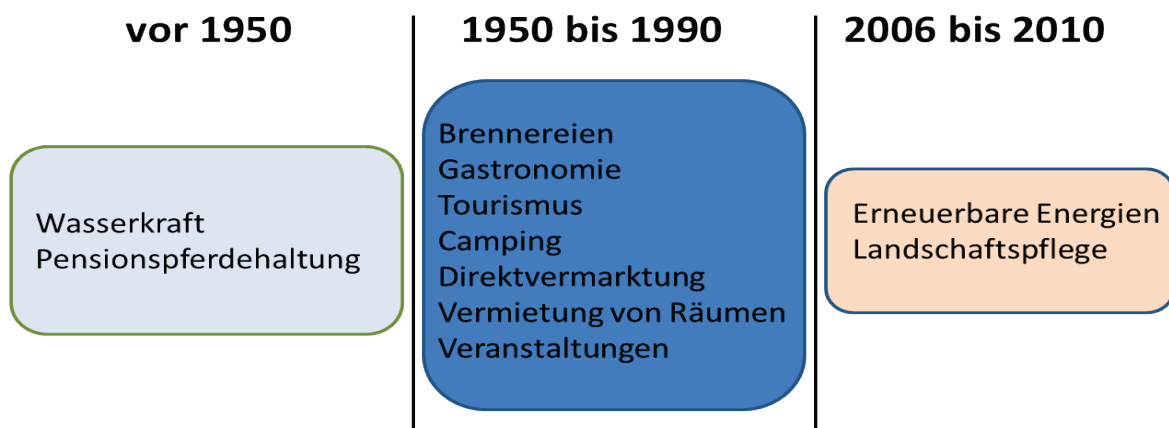 vor 1950
1950 bis 1990
2006 bis 2010
Wasserkraft
Pensionspferdehaltung
Brennereien
Gastronomie
Tourismus
Camping
Direktvermarktung
Vermietung von Räumen
Veranstaltungen
Erneuerbare Energien
Landschaftspflege